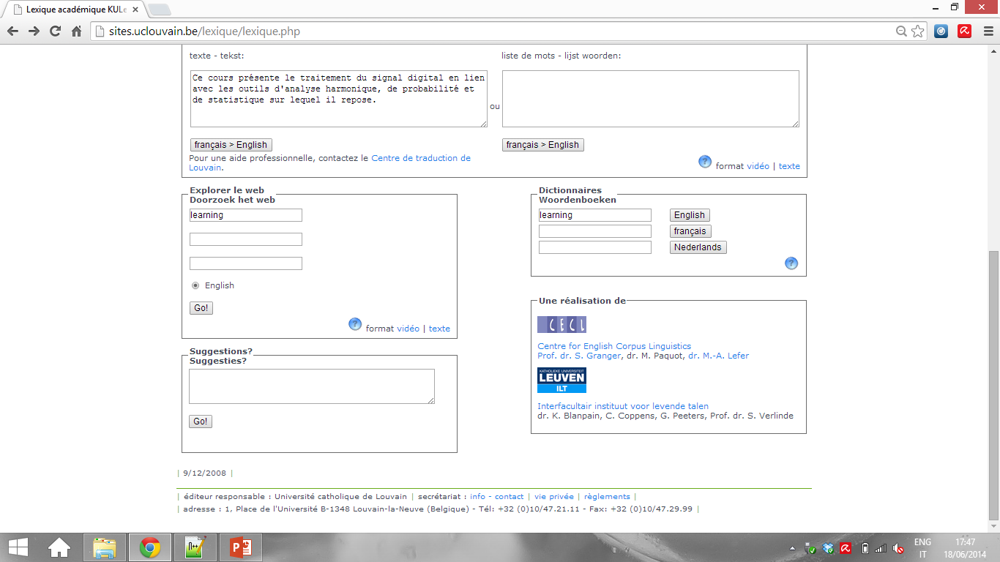 Lexique académique KULe
sites.uclouvain.be/lexique/lexique.php
texte - tekst:
liste de mots - lijst woorden:
Ce cours présente le traitement du signal digital en lien
avec les outils d'analyse harmonique, de probabilité et
de statistique sur lequel il repose.
ou
français > English
français > English
Pour une aide professionnelle, contactez le Centre de traduction de
Louvain.
? format vidéo | texte
Explorer le web
Doorzoek het web
learning
English
Go!
? format vidéo | texte
Dictionnaires
Woordenboeken
learning
English
français
Nederlands
?
Suggestions?
Suggesties?
Go!
Une réalisation de
CECL
Centre for English Corpus Linguistics
Prof. dr. S. Granger, dr. M. Paquot, dr. M.-A. Lefer
KATHOLIEKE UNIVERSITEIT
LEUVEN
ILT
Interfacultair instituut voor levende talen
dr. K. Blanpain, C. Coppens, G. Peeters, Prof. dr. S. Verlinde
| 9/12/2008 |
| éditeur responsable : Université catholique de Louvain | secrétariat : info - contact | vie privée | règlements |
| adresse : 1, Place de l'Université B-1348 Louvain-la-Neuve (Belgique) - Tél: +32 (0)10/47.21.11 - Fax: +32 (0)10/47.29.99 |
ENG
IT
17:47
18/06/2014